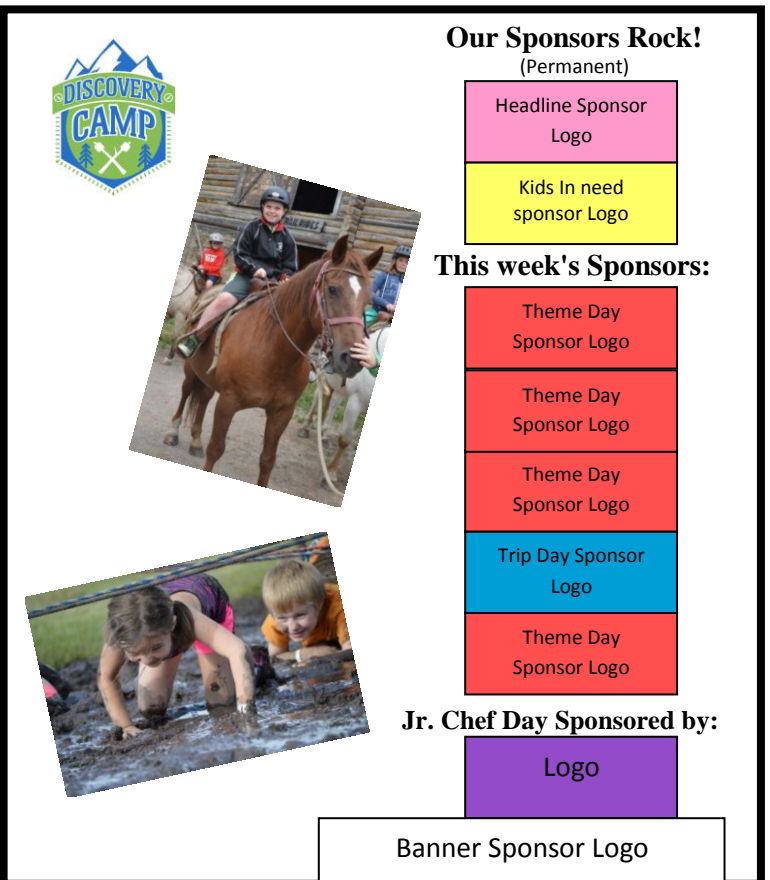 DISCOVERY
CAMP
Our Sponsors Rock!
(Permanent)
Headline Sponsor
Logo
Kids In need
sponsor Logo
This week's Sponsors:
Theme Day
Sponsor Logo
Theme Day
Sponsor Logo
Theme Day
Sponsor Logo
Trip Day Sponsor
Logo
Theme Day
Sponsor Logo
Jr. Chef Day Sponsored by:
Logo
Banner Sponsor Logo